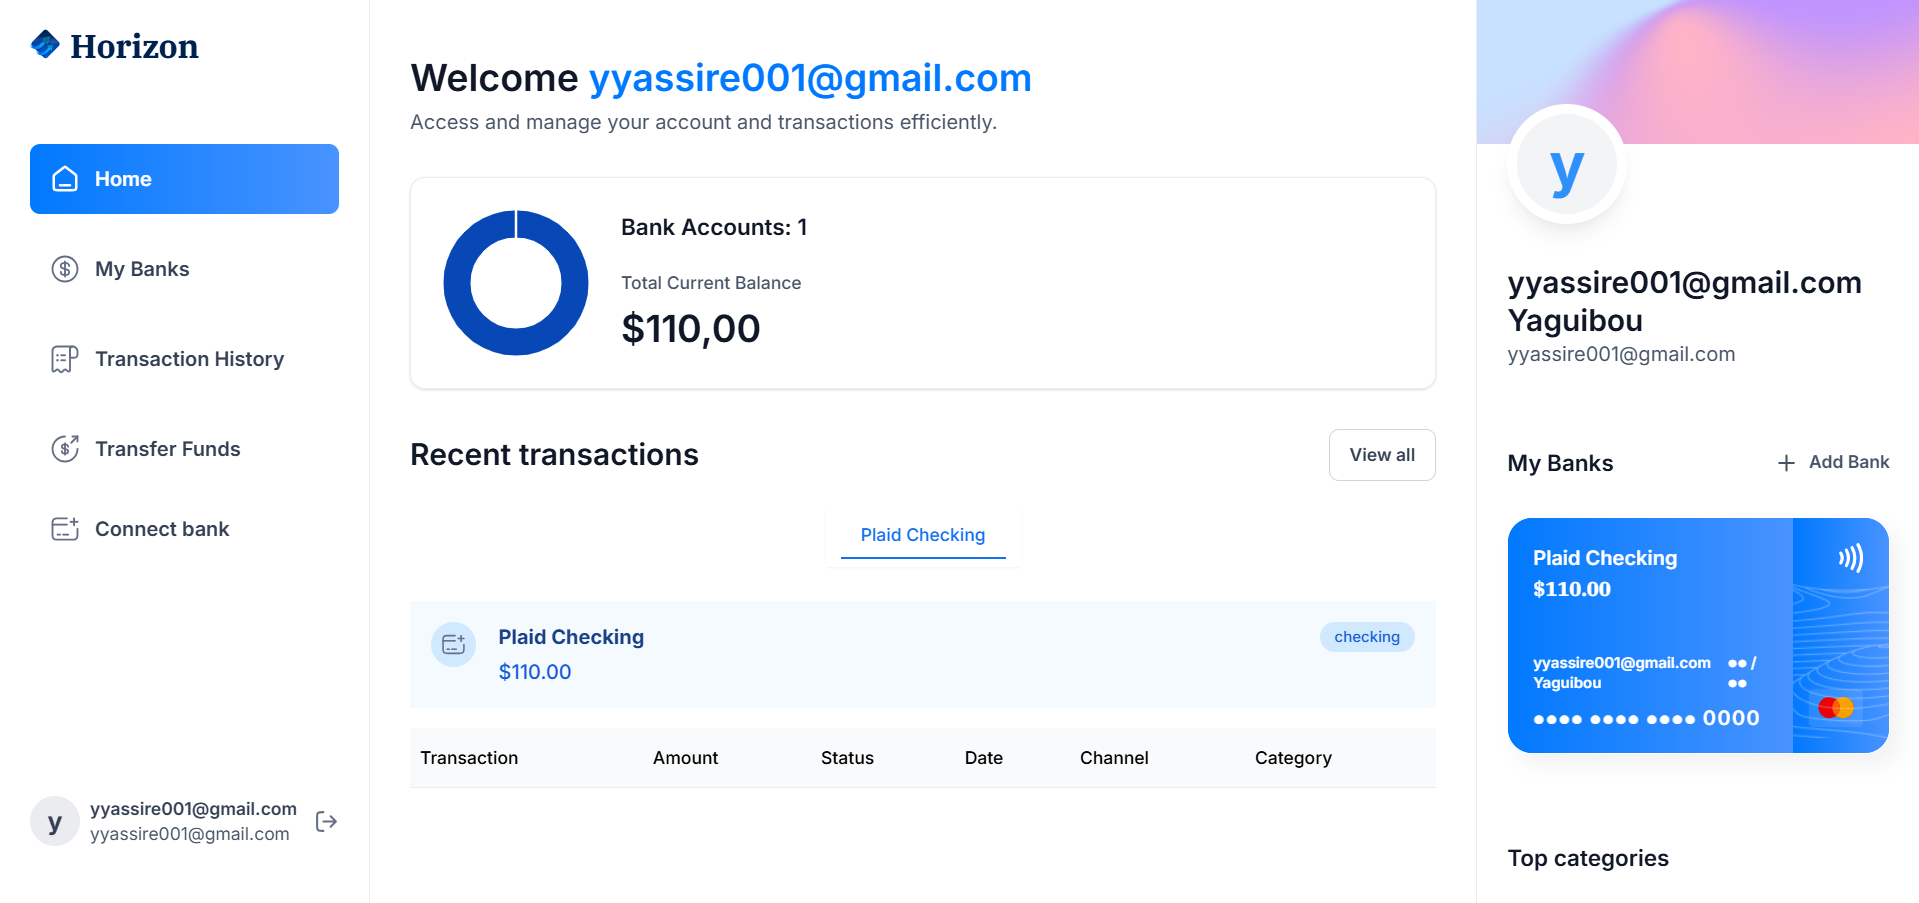 Horizon
Home
My Banks
Transaction History
Transfer Funds
Connect bank
y
yyassire001@gmail.com
yyassire001@gmail.com
Welcome yyassire001@gmail.com
Access and manage your account and transactions efficiently.
Bank Accounts: 1
Total Current Balance
$110,00
Recent transactions
View all
Plaid Checking
Plaid Checking
$110.00
checking
Transaction Amount Status Date Channel Category
y
yyassire001@gmail.com
Yaguibou
yyassire001@gmail.com
My Banks
+ Add Bank
Plaid Checking
$110.00
yyassire001@gmail.com ●● /
Yaguibou ●●
●●●● ●●●● ●●●● 0000
Top categories